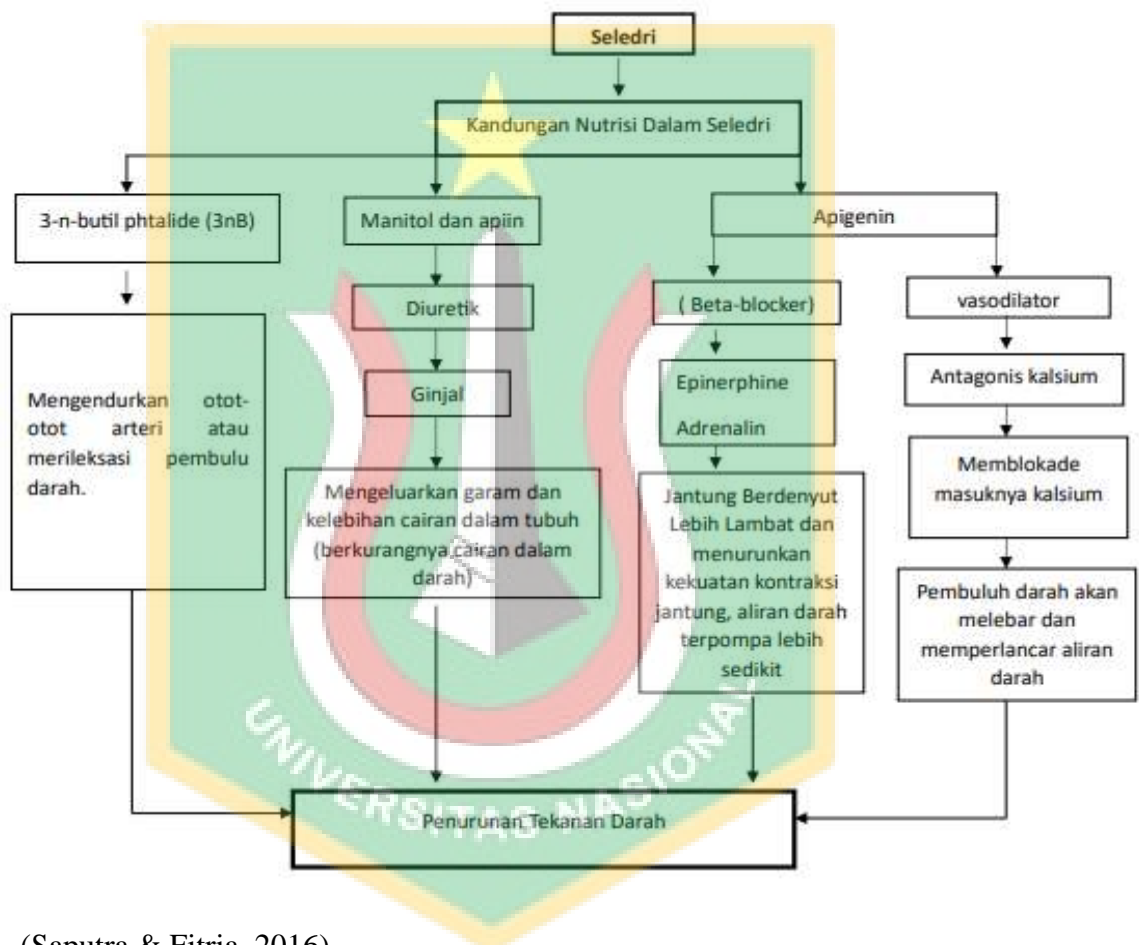 Seledri
Kandungan Nutrisi Dalam Seledri
3-n-butil phtalide (3nB)
Manitol dan apiin
Apigenin
Diuretik
( Beta-blocker)
vasodilator
Mengendurkan otot-
otot arteri atau
merileksasi pembulu
darah.
Ginjal
Epinerphine
Adrenalin
Antagonis kalsium
Mengeluarkan garam dan
kelebihan cairan dalam tubuh
(berkurangnya cairan dalam
darah)
Jantung Berdenyut
Lebih Lambat dan
menurunkan
kekuatan kontraksi
jantung, aliran darah
terpompa lebih
sedikit
Memblokade
masuknya kalsium
Pembuluh darah akan
melebar dan
memperlancar aliran
darah
Penurunan Tekanan Darah
UNIVERSITAS NASIONAL
(Saputra & Fitria, 2016)